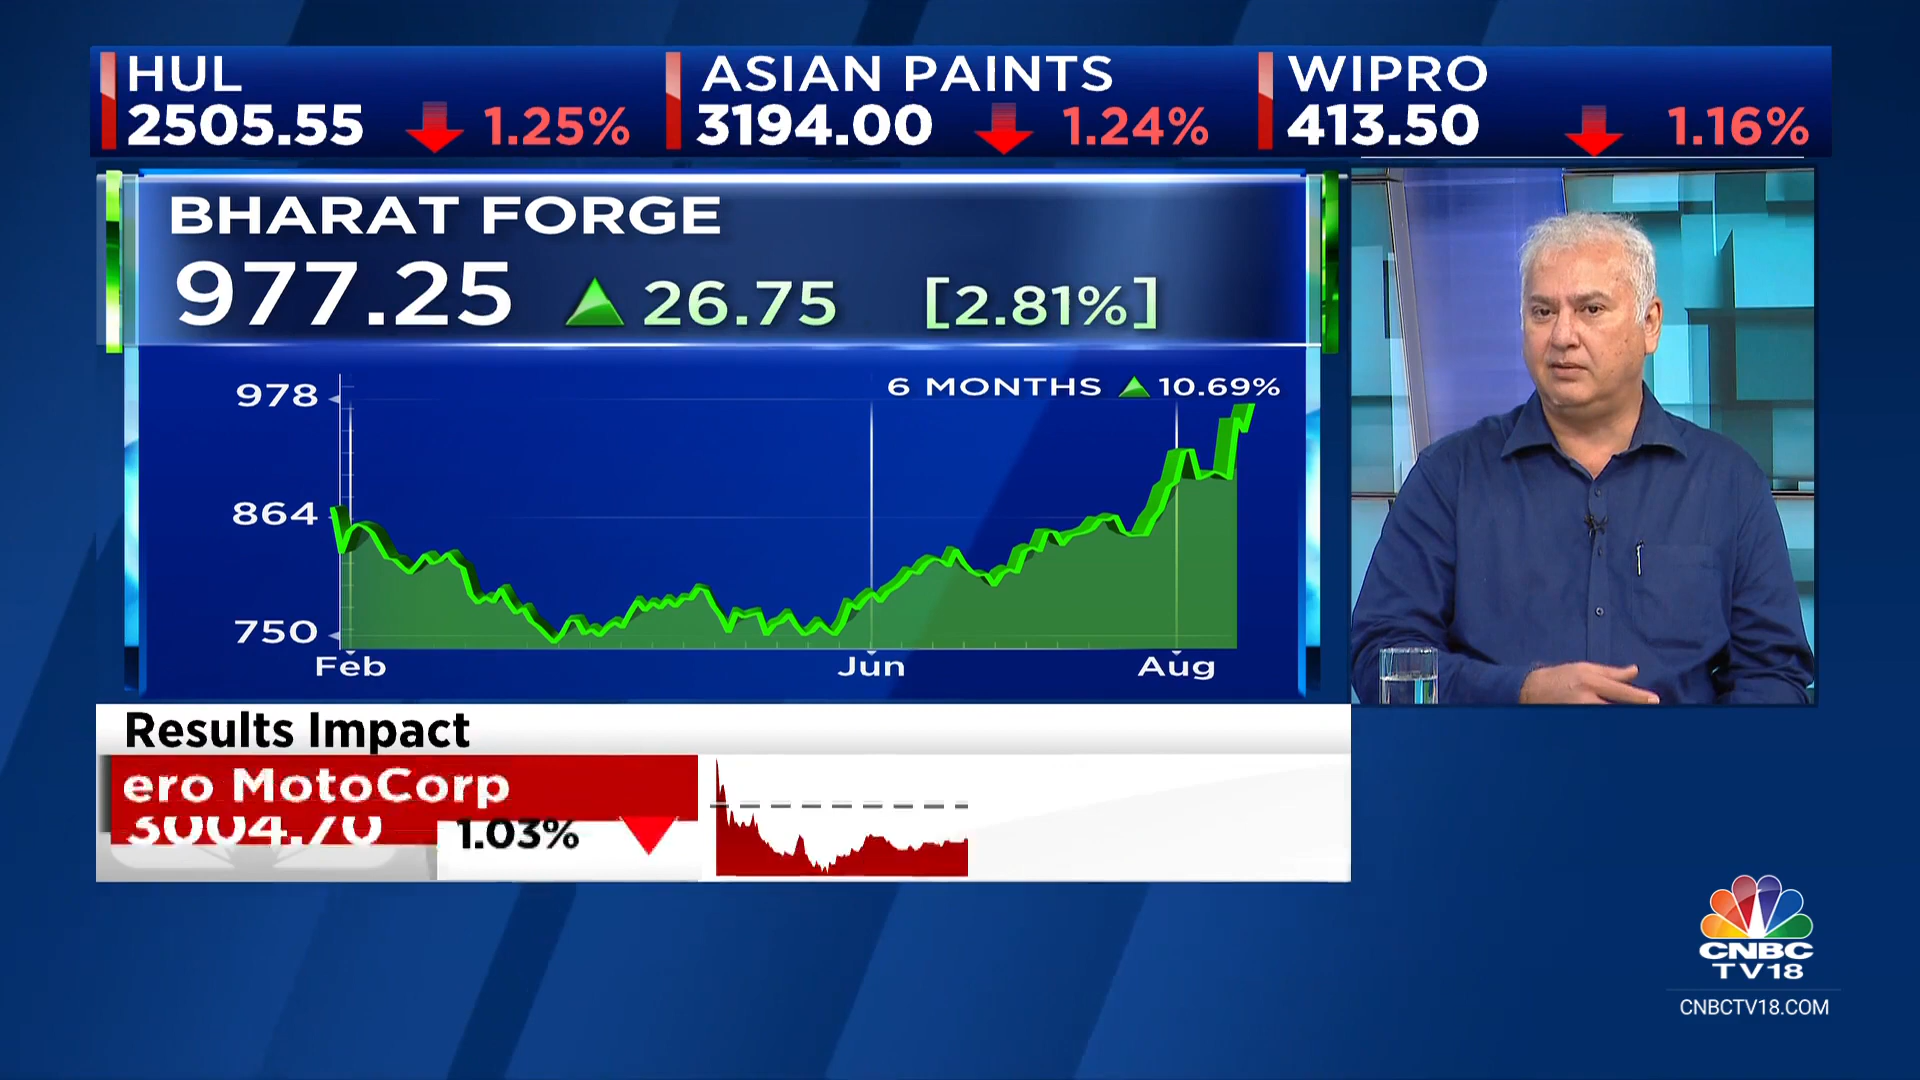 HUL
2505.55 1.25%
ASIAN PAINTS
3194.00 1.24%
WIPRO
413.50 1.16%
BHARAT FORGE
977.25 26.75 [2.81%]
6 MONTHS 10.69%
978
864
750
Feb Jun Aug
Results Impact
ero MotoCorp
3004.70 1.03%
CNBC
TV18
CNBCTV18.COM